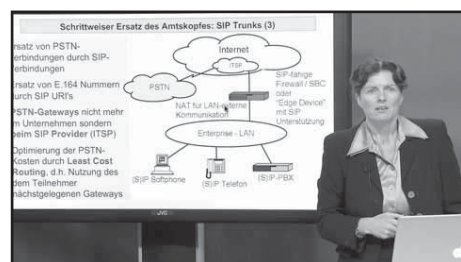 Schrittweiser Ersatz des Amtskopfes: SIP Trunks (3)
rsatz von PSTN-
erbindungen durch SIP-
erbindungen
rsatz von E.164 Nummern
urch SIP URI's
PSTN-Gateways nicht mehr
m Unternehmen sondern
beim SIP Provider (ITSP)
Optimierung der PSTN-
Kosten durch Least Cost
Routing, d.h. Nutzung des
dem Teilnehmer
nächstgelegenen Gateways
Internet
ITSP
PSTN
NAT für LAN-externe
Kommunikation
SIP-fähige
Firewall / SBC
oder
"Edge Device"
mit SIP
Unterstützung
Enterprise - LAN
(S)IP Softphone
(S)IP Telefon
(S)IP-PBX
JVC